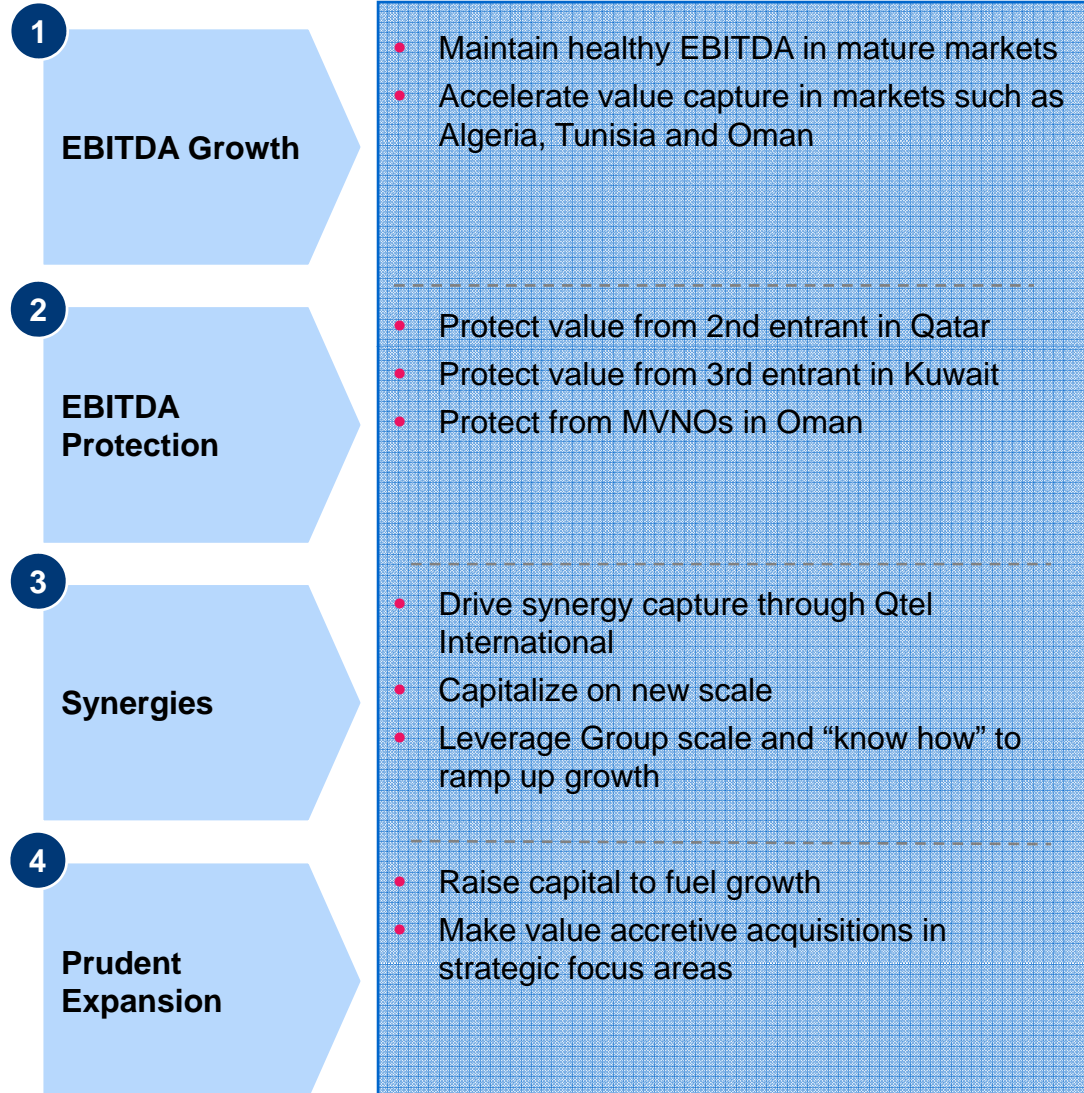 1
EBITDA Growth
• Maintain healthy EBITDA in mature markets
• Accelerate value capture in markets such as
Algeria, Tunisia and Oman
2
EBITDA
Protection
• Protect value from 2nd entrant in Qatar
• Protect value from 3rd entrant in Kuwait
• Protect from MVNOs in Oman
3
Synergies
• Drive synergy capture through Qtel
International
• Capitalize on new scale
• Leverage Group scale and “know how” to
ramp up growth
4
Prudent
Expansion
• Raise capital to fuel growth
• Make value accretive acquisitions in
strategic focus areas